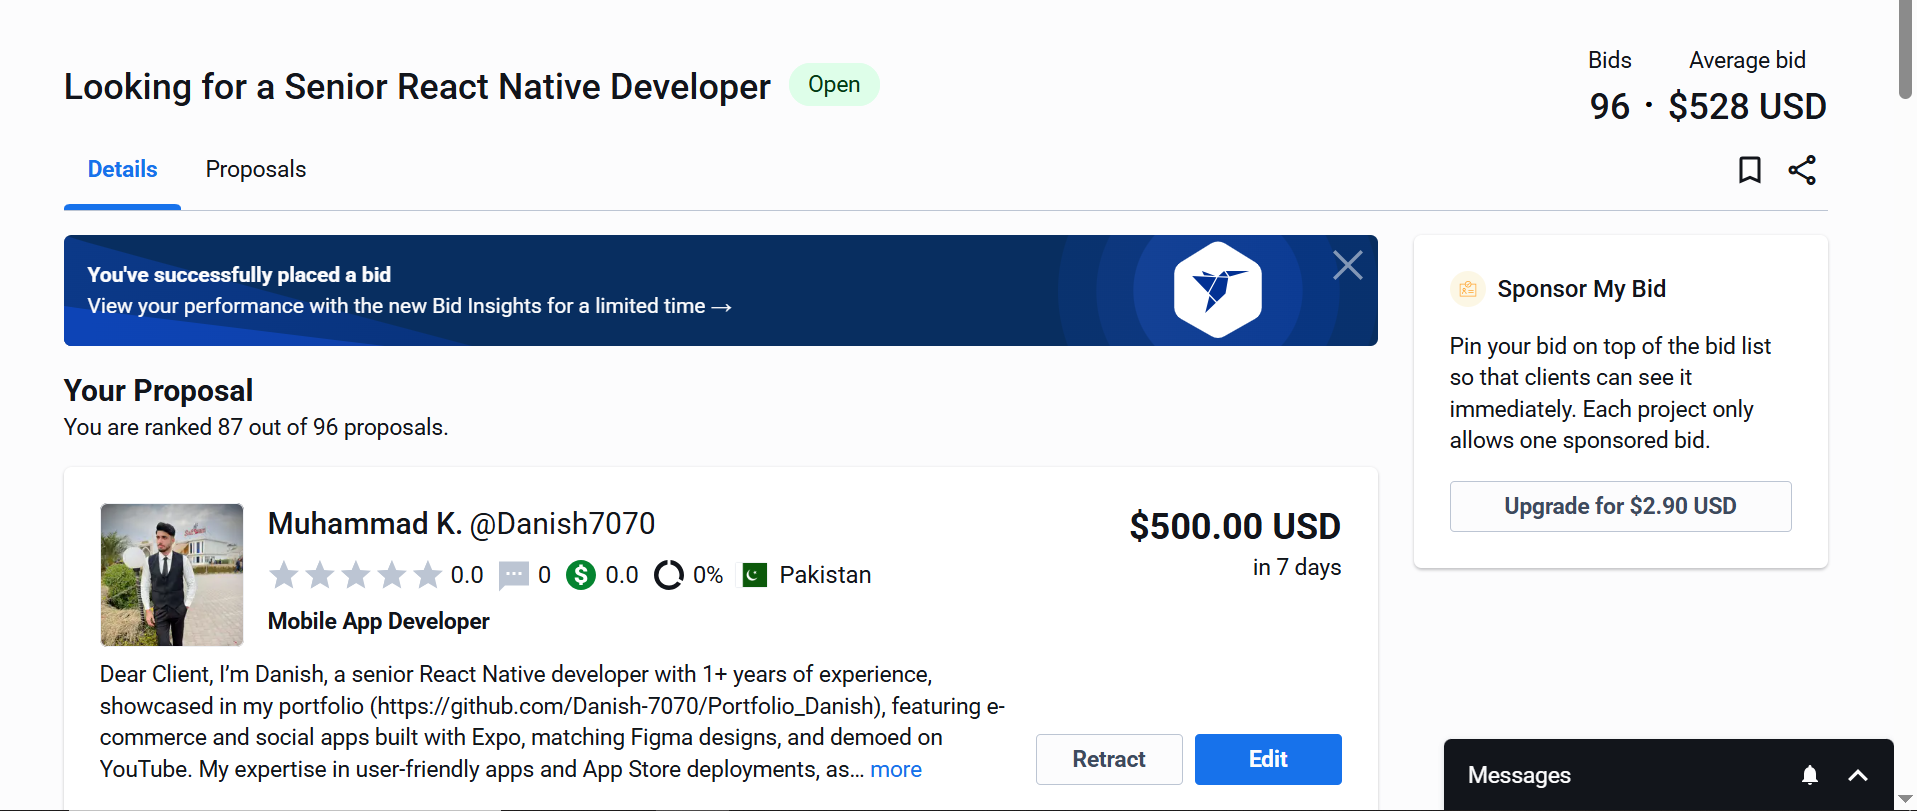 Looking for a Senior React Native Developer
Open
Bids
Average bid
96 · $528 USD
Details
Proposals
You've successfully placed a bid
View your performance with the new Bid Insights for a limited time →
Your Proposal
You are ranked 87 out of 96 proposals.
Muhammad K. @Danish7070
0.0 0 0.0 0% Pakistan
Mobile App Developer
$500.00 USD
in 7 days
Dear Client, I’m Danish, a senior React Native developer with 1+ years of experience,
showcased in my portfolio (https://github.com/Danish-7070/Portfolio_Danish), featuring e-
commerce and social apps built with Expo, matching Figma designs, and demoed on
YouTube. My expertise in user-friendly apps and App Store deployments, as... more
Retract
Edit
Sponsor My Bid
Pin your bid on top of the bid list
so that clients can see it
immediately. Each project only
allows one sponsored bid.
Upgrade for $2.90 USD
Messages